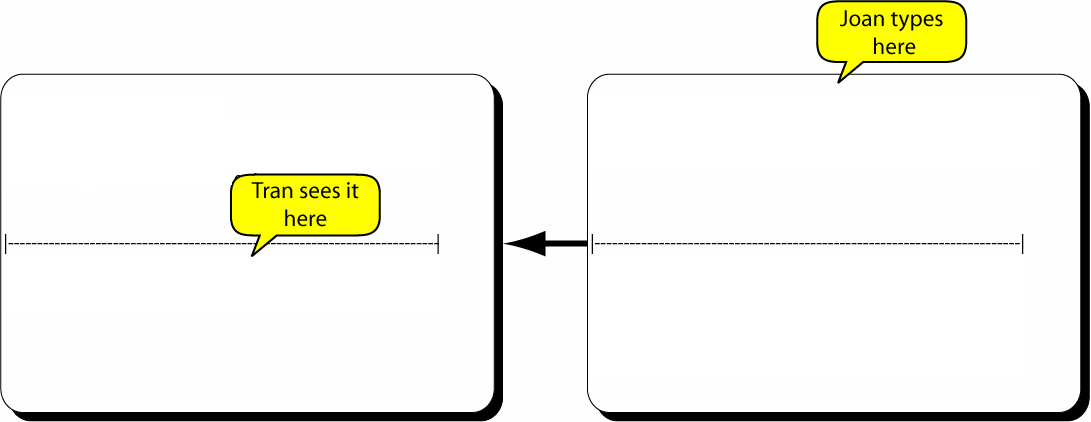 Joan types
here
Tran sees it
here